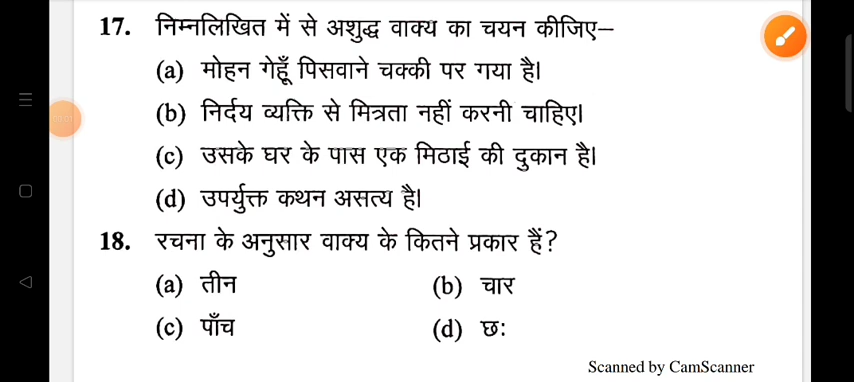 17. निम्नलिखित में से अशुद्ध वाक्य का चयन कीजिए–
(a) मोहन गेहूँ पिसवाने चक्की पर गया है।
(b) निर्दय व्यक्ति से मित्रता नहीं करनी चाहिए।
(c) उसके घर के पास एक मिठाई की दुकान है।
(d) उपर्युक्त कथन असत्य है।
18. रचना के अनुसार वाक्य के कितने प्रकार हैं?
(a) तीन (b) चार
(c) पाँच (d) छः
Scanned by CamScanner